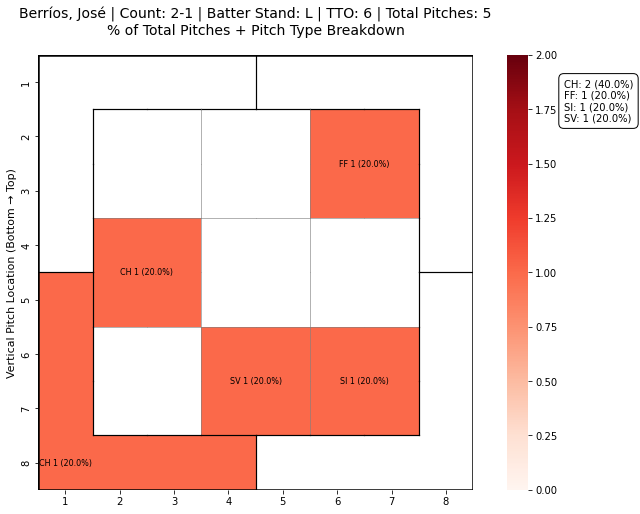 Berríos, José | Count: 2-1 | Batter Stand: L | TTO: 6 | Total Pitches: 5
% of Total Pitches + Pitch Type Breakdown
Vertical Pitch Location (Bottom → Top)
1
2
3
4
5
6
7
8
FF 1 (20.0%)
CH 1 (20.0%)
SV 1 (20.0%)
SI 1 (20.0%)
CH 1 (20.0%)
1
2
3
4
5
6
7
8
2.00
1.75
1.50
1.25
1.00
0.75
0.50
0.25
0.00
CH: 2 (40.0%)
FF: 1 (20.0%)
SI: 1 (20.0%)
SV: 1 (20.0%)